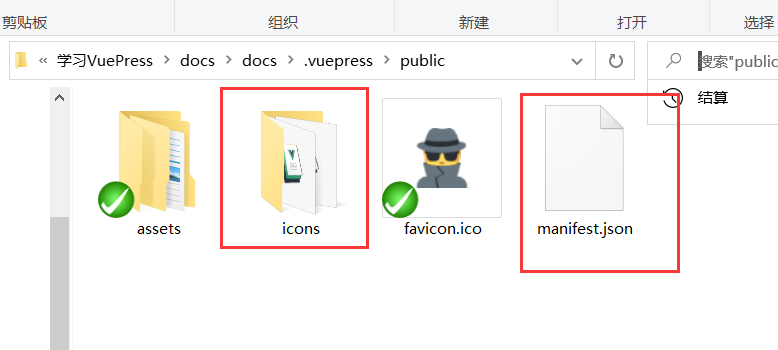 剪贴板 组织 新建 打开 选择
« 学习VuePress > docs > docs > .vuepress > public 搜索"public
结算
assets icons favicon.ico manifest.json